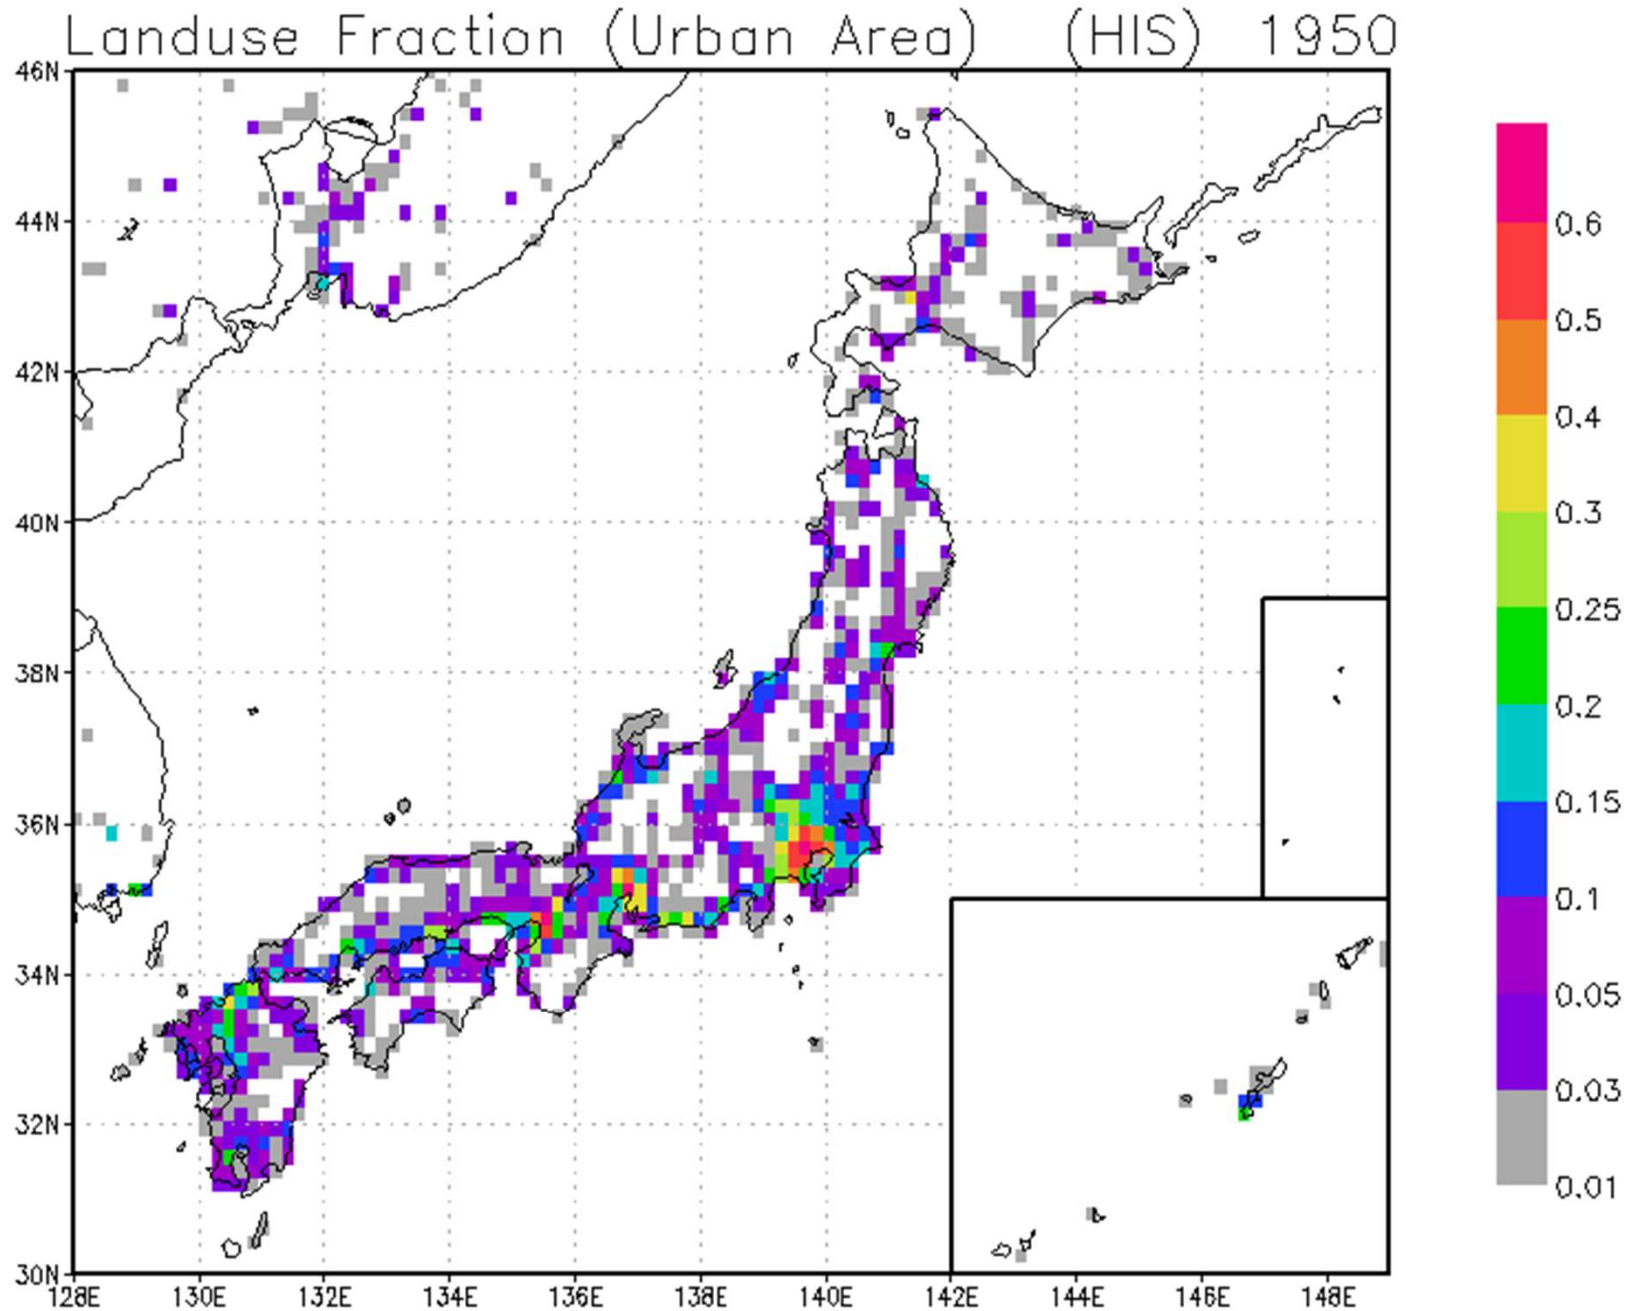 Landuse Fraction (Urban Area) (HIS) 1950
46N
44N
42N
40N
38N
36N
34N
32N
30N
128E 130E 132E 134E 136E 138E 140E 142E 144E 146E 148E
0.6
0.5
0.4
0.3
0.25
0.2
0.15
0.1
0.05
0.03
0.01